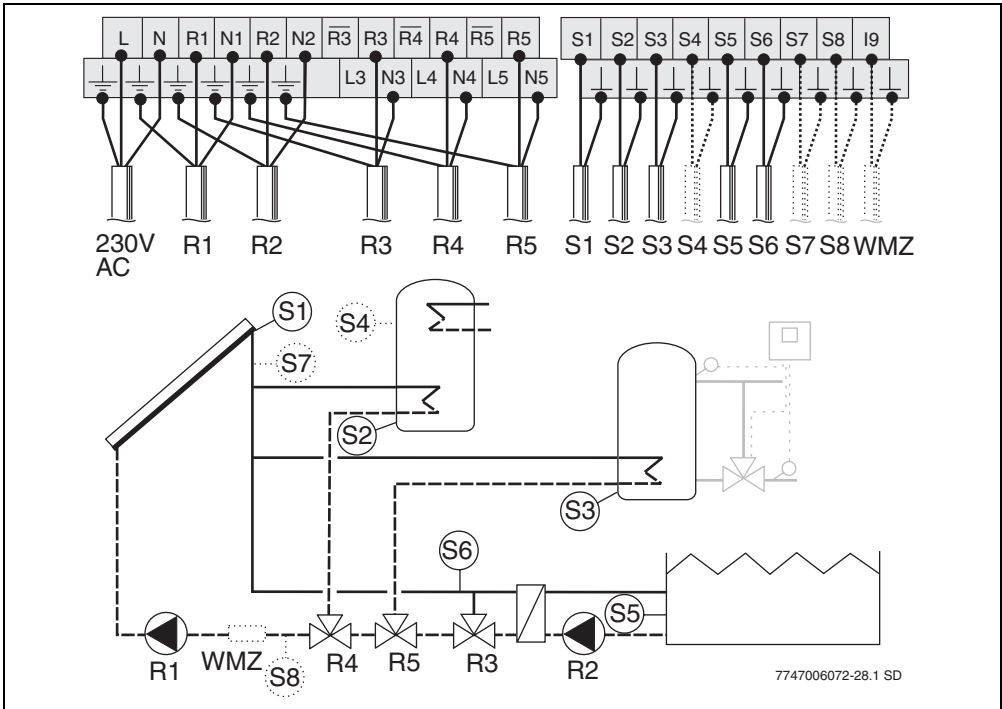 L N R1 N1 R2 N2 R̅3̅ R3 R̅4̅ R4 R̅5̅ R5
S1 S2 S3 S4 S5 S6 S7 S8 I9
L3 N3 L4 N4 L5 N5
230V
AC
R1 R2 R3 R4 R5
S1 S2 S3 S4 S5 S6 S7 S8 WMZ
S1
S4
S7
S2
S3
S6
S5
R1 WMZ S8 R4 R5 R3 R2
7747006072-28.1 SD